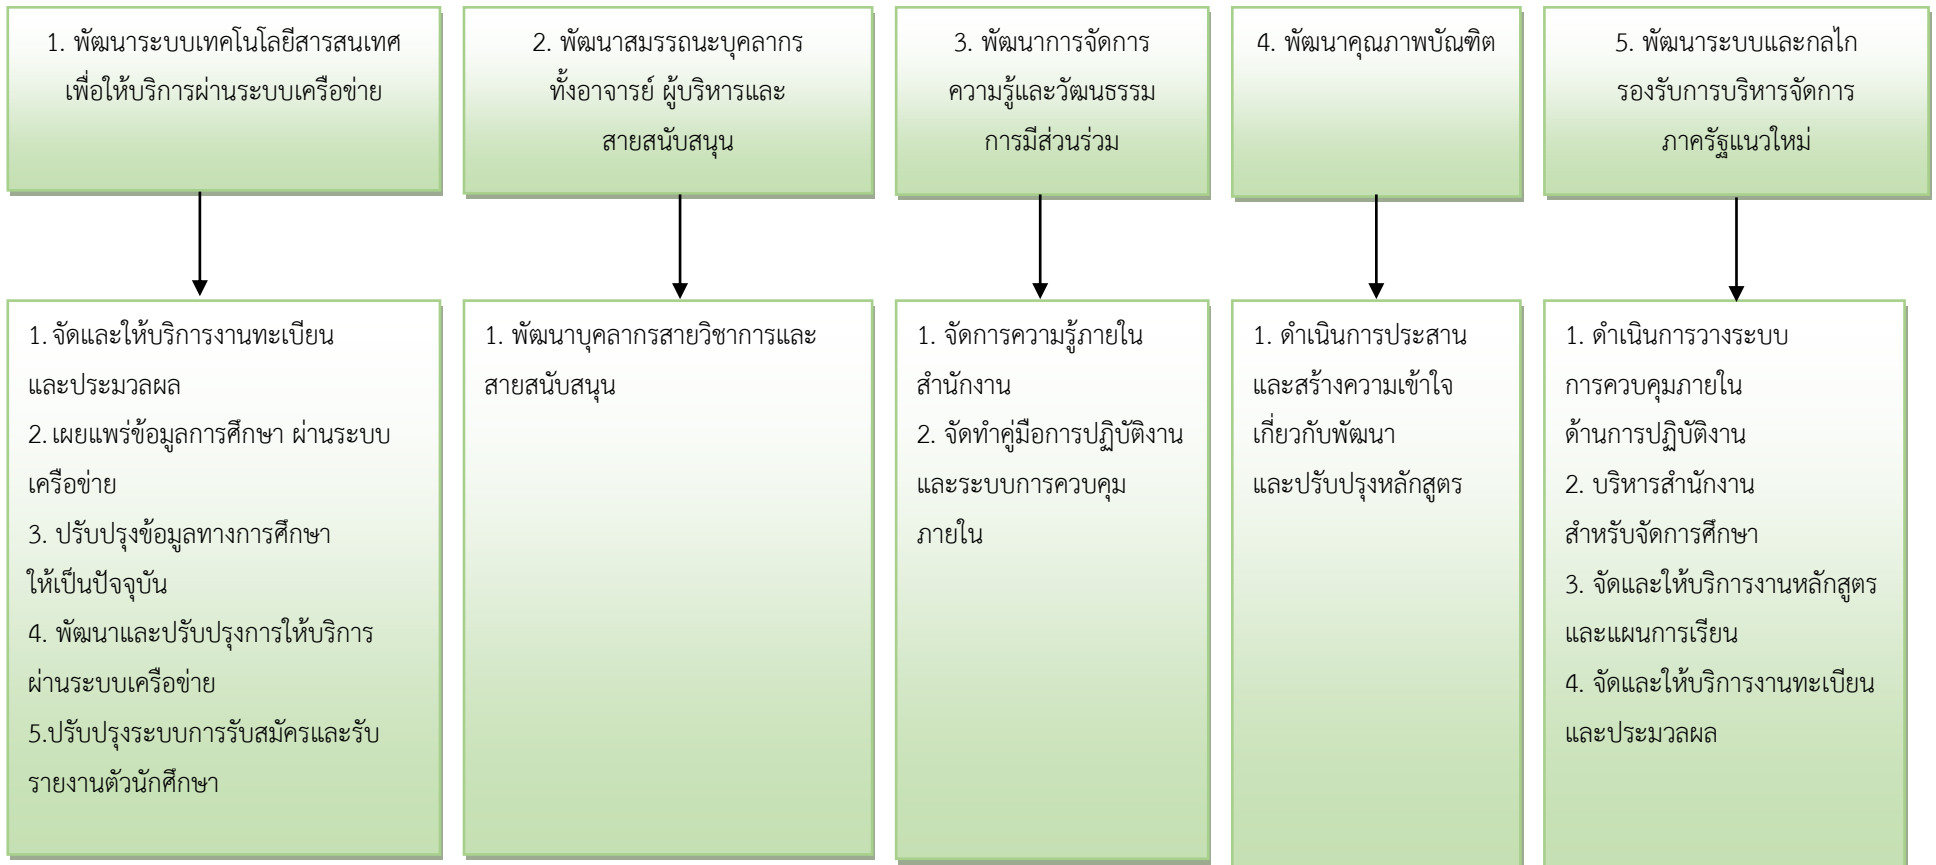 1. พัฒนาระบบเทคโนโลยีสารสนเทศ
เพื่อให้บริการผ่านระบบเครือข่าย
2. พัฒนาสมรรถนะบุคลากร
ทั้งอาจารย์ ผู้บริหารและ
สายสนับสนุน
3. พัฒนาการจัดการ
ความรู้และวัฒนธรรม
การมีส่วนร่วม
4. พัฒนาคุณภาพบัณฑิต
5. พัฒนาระบบและกลไก
รองรับการบริหารจัดการ
ภาครัฐแนวใหม่
1. จัดและให้บริการงานทะเบียน
และประมวลผล
2. เผยแพร่ข้อมูลการศึกษา ผ่านระบบ
เครือข่าย
3. ปรับปรุงข้อมูลทางการศึกษา
ให้เป็นปัจจุบัน
4. พัฒนาและปรับปรุงการให้บริการ
ผ่านระบบเครือข่าย
5.ปรับปรุงระบบการรับสมัครและรับ
รายงานตัวนักศึกษา
1. พัฒนาบุคลากรสายวิชาการและ
สายสนับสนุน
1. จัดการความรู้ภายใน
สำนักงาน
2. จัดทำคู่มือการปฏิบัติงาน
และระบบการควบคุม
ภายใน
1. ดำเนินการประสาน
และสร้างความเข้าใจ
เกี่ยวกับพัฒนา
และปรับปรุงหลักสูตร
1. ดำเนินการวางระบบ
การควบคุมภายใน
ด้านการปฏิบัติงาน
2. บริหารสำนักงาน
สำหรับจัดการศึกษา
3. จัดและให้บริการงานหลักสูตร
และแผนการเรียน
4. จัดและให้บริการงานทะเบียน
และประมวลผล